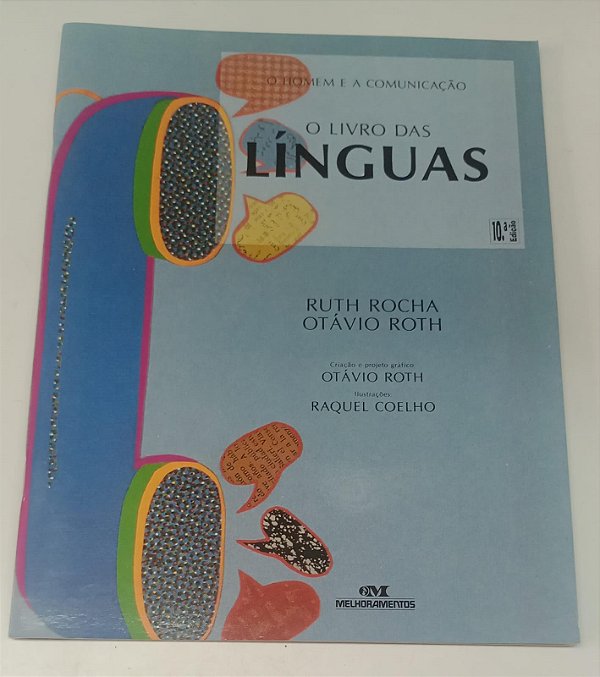 O HOMEM E A COMUNICAÇÃO
O LIVRO DAS
LÍNGUAS
10.ª
Edição
RUTH ROCHA
OTÁVIO ROTH
Criação e projeto gráfico
OTÁVIO ROTH
Ilustrações
RAQUEL COELHO
MELHORAMENTOS